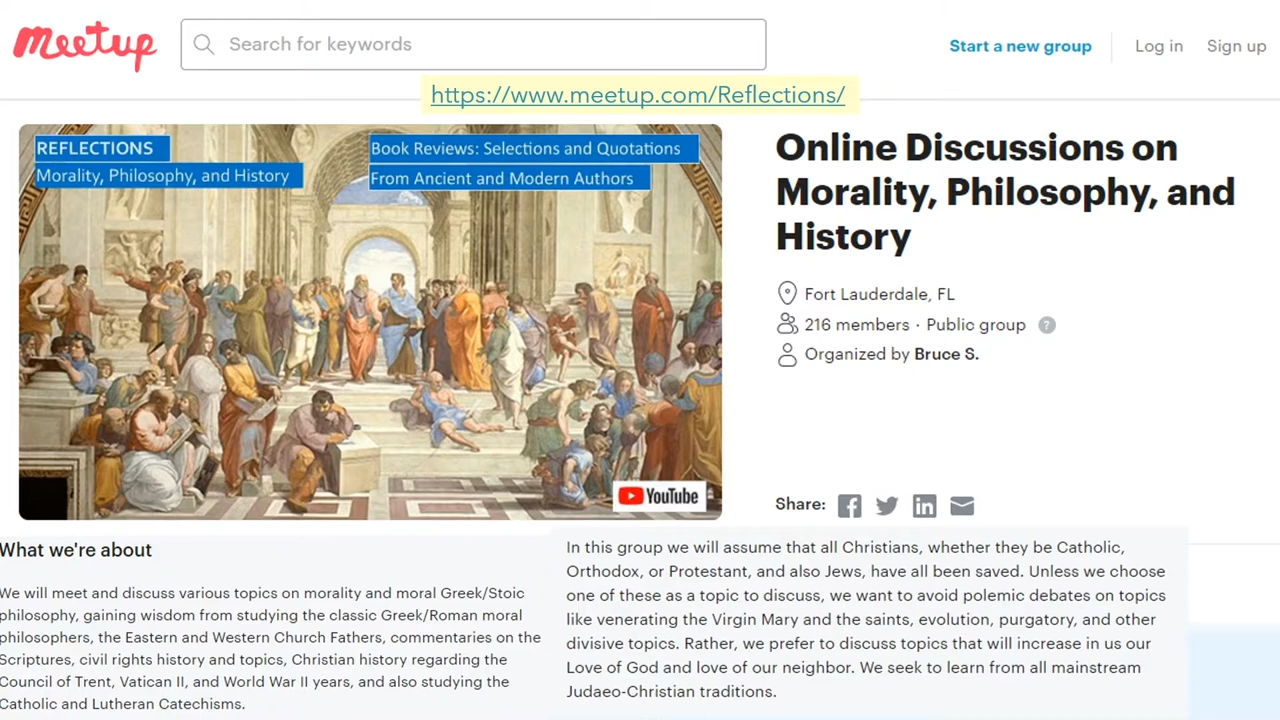 meetup
Search for keywords
Start a new group
Log in
Sign up
https://www.meetup.com/Reflections/
REFLECTIONS
Morality, Philosophy, and History
Book Reviews: Selections and Quotations
From Ancient and Modern Authors
YouTube
Online Discussions on
Morality, Philosophy, and
History
Fort Lauderdale, FL
216 members · Public group ?
Organized by Bruce S.
Share:
What we're about
We will meet and discuss various topics on morality and moral Greek/Stoic
philosophy, gaining wisdom from studying the classic Greek/Roman moral
philosophers, the Eastern and Western Church Fathers, commentaries on the
Scriptures, civil rights history and topics, Christian history regarding the
Council of Trent, Vatican II, and World War II years, and also studying the
Catholic and Lutheran Catechisms.
In this group we will assume that all Christians, whether they be Catholic,
Orthodox, or Protestant, and also Jews, have all been saved. Unless we choose
one of these as a topic to discuss, we want to avoid polemic debates on topics
like venerating the Virgin Mary and the saints, evolution, purgatory, and other
divisive topics. Rather, we prefer to discuss topics that will increase in us our
Love of God and love of our neighbor. We seek to learn from all mainstream
Judaeo-Christian traditions.